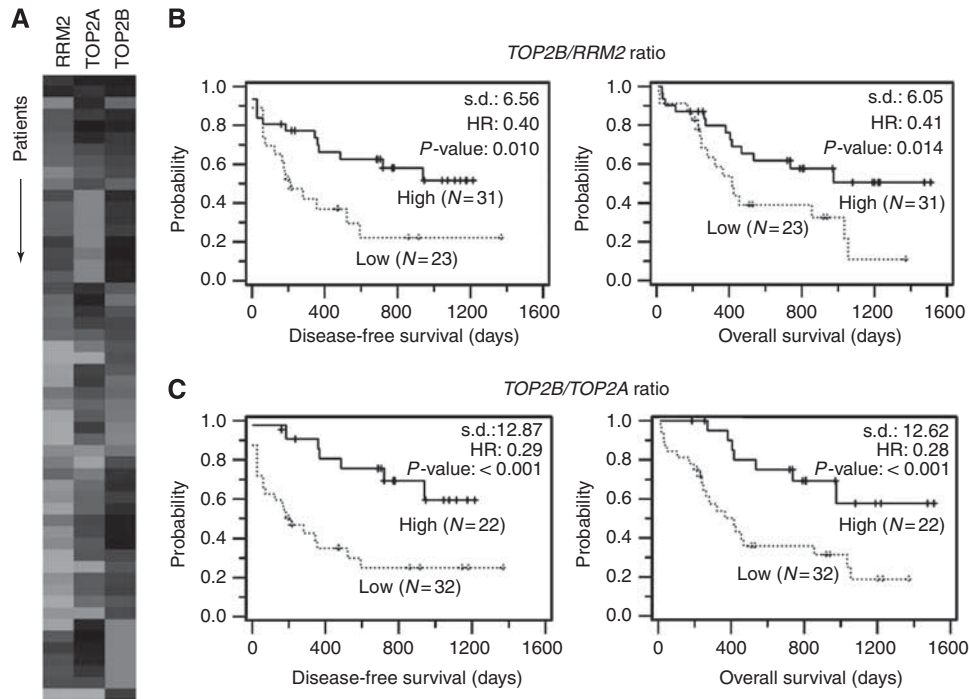 A
RRM2
TOP2A
TOP2B
Patients
B
TOP2B/RRM2 ratio
1.0
0.8
0.6
0.4
0.2
0.0
Probability
s.d.: 6.56
HR: 0.40
P-value: 0.010
High (N=31)
Low (N=23)
0 400 800 1200 1600
Disease-free survival (days)
1.0
0.8
0.6
0.4
0.2
0.0
Probability
s.d.: 6.05
HR: 0.41
P-value: 0.014
High (N=31)
Low (N=23)
0 400 800 1200 1600
Overall survival (days)
C
TOP2B/TOP2A ratio
1.0
0.8
0.6
0.4
0.2
0.0
Probability
s.d.:12.87
HR: 0.29
P-value: < 0.001
High (N=22)
Low (N=32)
0 400 800 1200 1600
Disease-free survival (days)
1.0
0.8
0.6
0.4
0.2
0.0
Probability
s.d.: 12.62
HR: 0.28
P-value: < 0.001
High (N=22)
Low (N=32)
0 400 800 1200 1600
Overall survival (days)